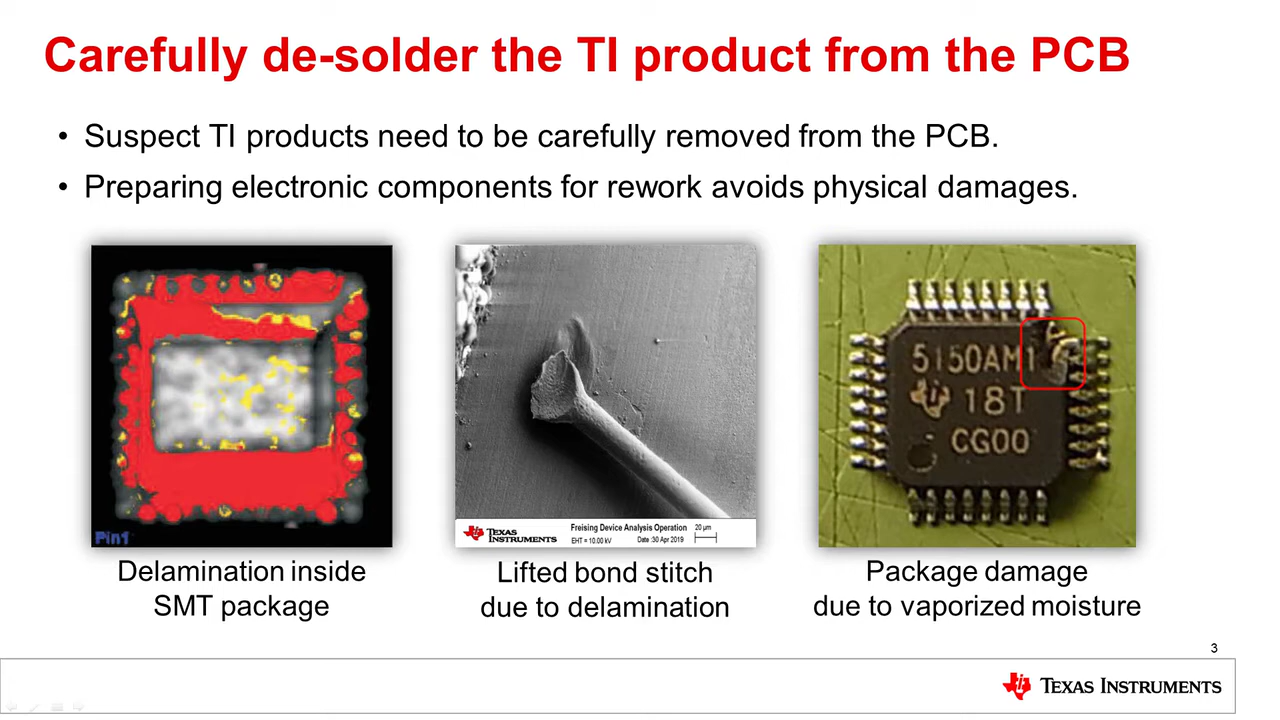 Carefully de-solder the TI product from the PCB
• Suspect TI products need to be carefully removed from the PCB.
• Preparing electronic components for rework avoids physical damages.
Pin1
TEXAS INSTRUMENTS
Freising Device Analysis Operation
EHT = 10.00 kV
Date :30 Apr 2019
20 µm
5150AM1
18T
CG00
Delamination inside
SMT package
Lifted bond stitch
due to delamination
Package damage
due to vaporized moisture
3
TEXAS INSTRUMENTS